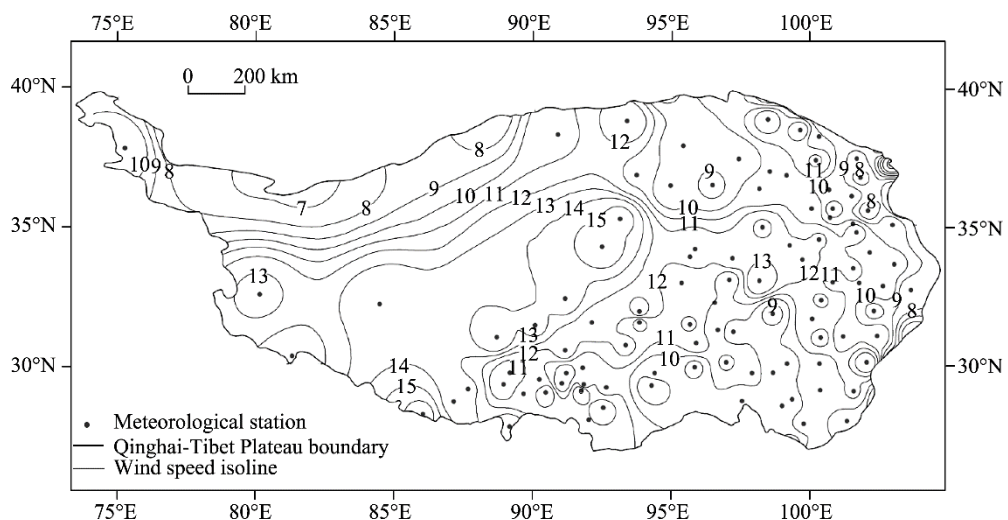 75°E 80°E 85°E 90°E 95°E 100°E
0 200 km
40°N 40°N
12
8
10 9 8
9
11 9 8
10
7 8
9 10 11 12 13 14
10
8
15
11
35°N 35°N
13
12
13
12 11
10 9 8
9
13
12
11
11
10
30°N 30°N
14
15
Meteorological station
Qinghai-Tibet Plateau boundary
Wind speed isoline
75°E 80°E 85°E 90°E 95°E 100°E